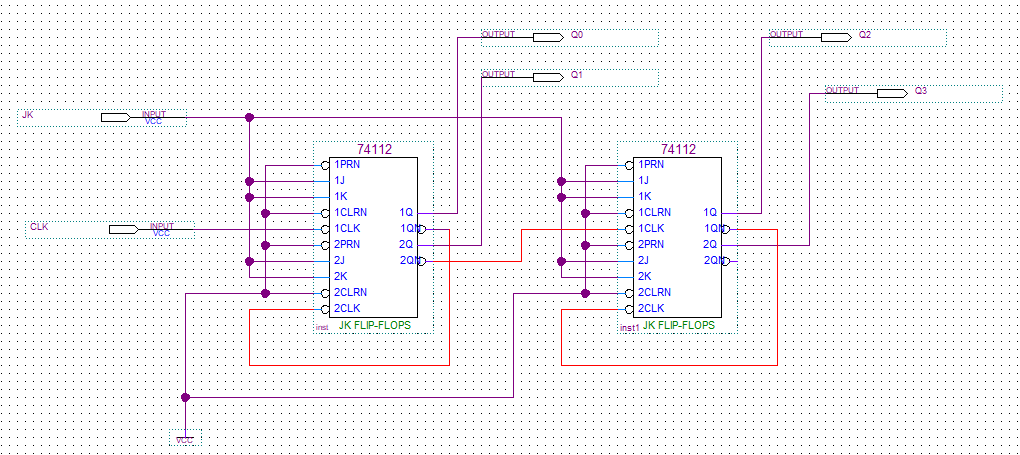 OUTPUT Q0
OUTPUT Q2
OUTPUT Q1
OUTPUT Q3
JK INPUT
VCC
74112
1PRN
1J
1K
1CLRN
1CLK
2PRN
2J
2K
2CLRN
2CLK
1Q
1QN
2Q
2QN
inst JK FLIP-FLOPS
74112
1PRN
1J
1K
1CLRN
1CLK
2PRN
2J
2K
2CLRN
2CLK
1Q
1QN
2Q
2QN
inst1 JK FLIP-FLOPS
CLK INPUT
VCC
VCC